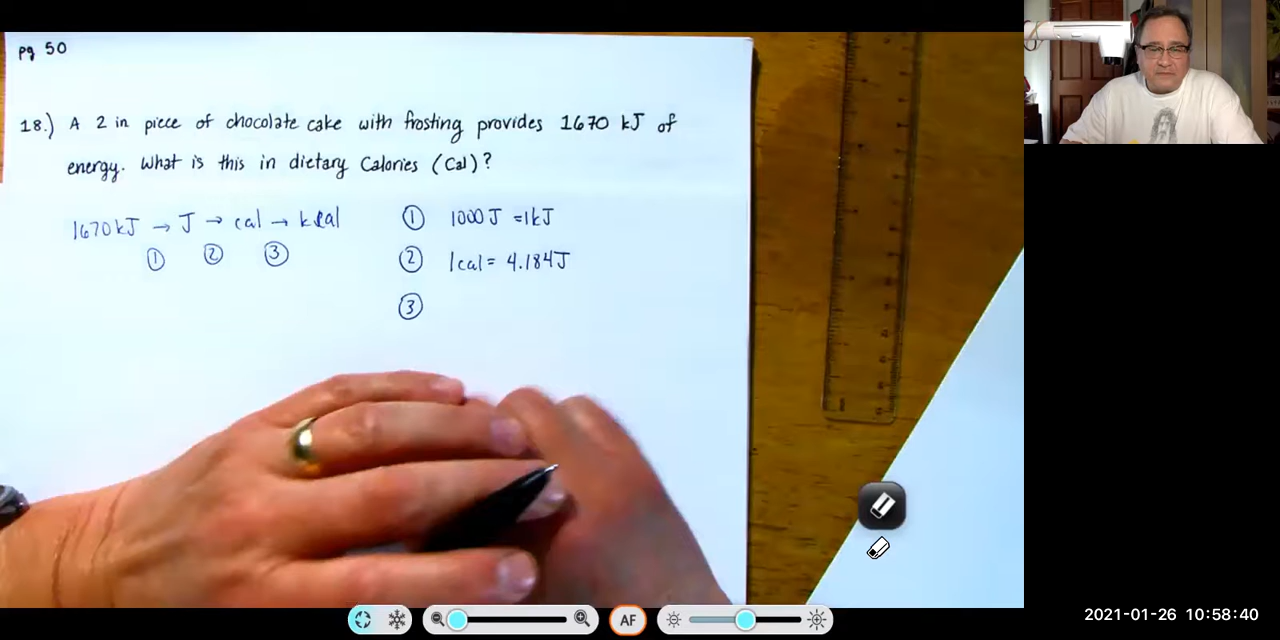 pg 50
18.) A 2 in piece of chocolate cake with frosting provides 1670 kJ of
energy. What is this in dietary Calories (Cal)?
1670 kJ → J → cal → kcal
① ② ③
① 1000 J = 1 kJ
② 1 cal = 4.184 J
③
AF
2021-01-26 10:58:40